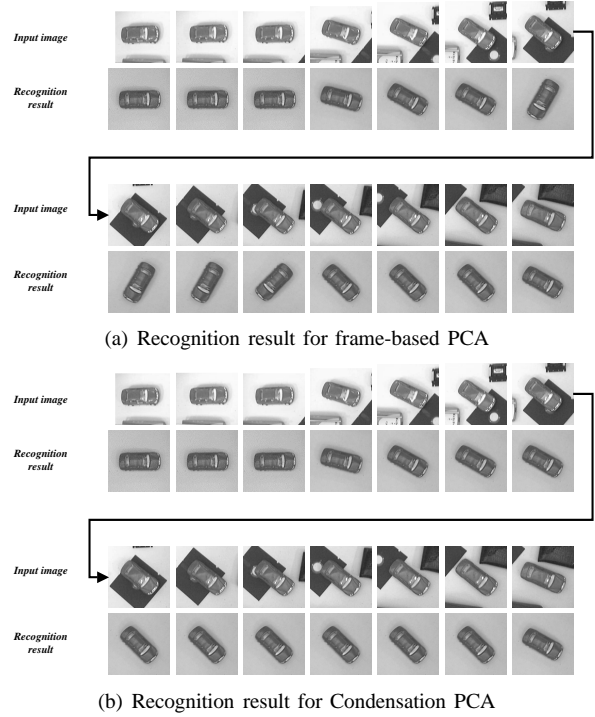 Input image
Recognition
result
Input image
Recognition
result
(a) Recognition result for frame-based PCA
Input image
Recognition
result
Input image
Recognition
result
(b) Recognition result for Condensation PCA